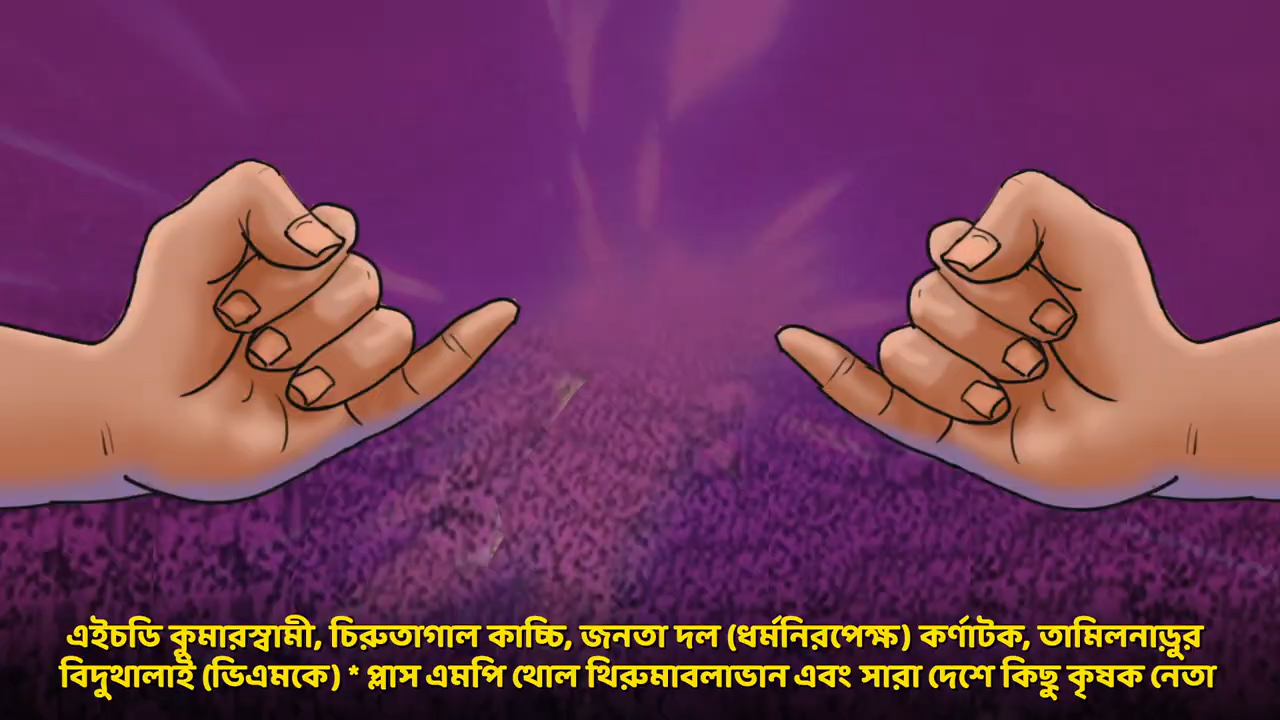 এইচডি কুমারস্বামী, চিরুতাগাল কাচ্চি, জনতা দল (ধর্মনিরপেক্ষ) কর্ণাটক, তামিলনাড়ুর
বিদুথালাই (ভিএমকে) * প্লাস এমপি থোল থিরুমাবলাভান এবং সারা দেশে কিছু কৃষক নেতা